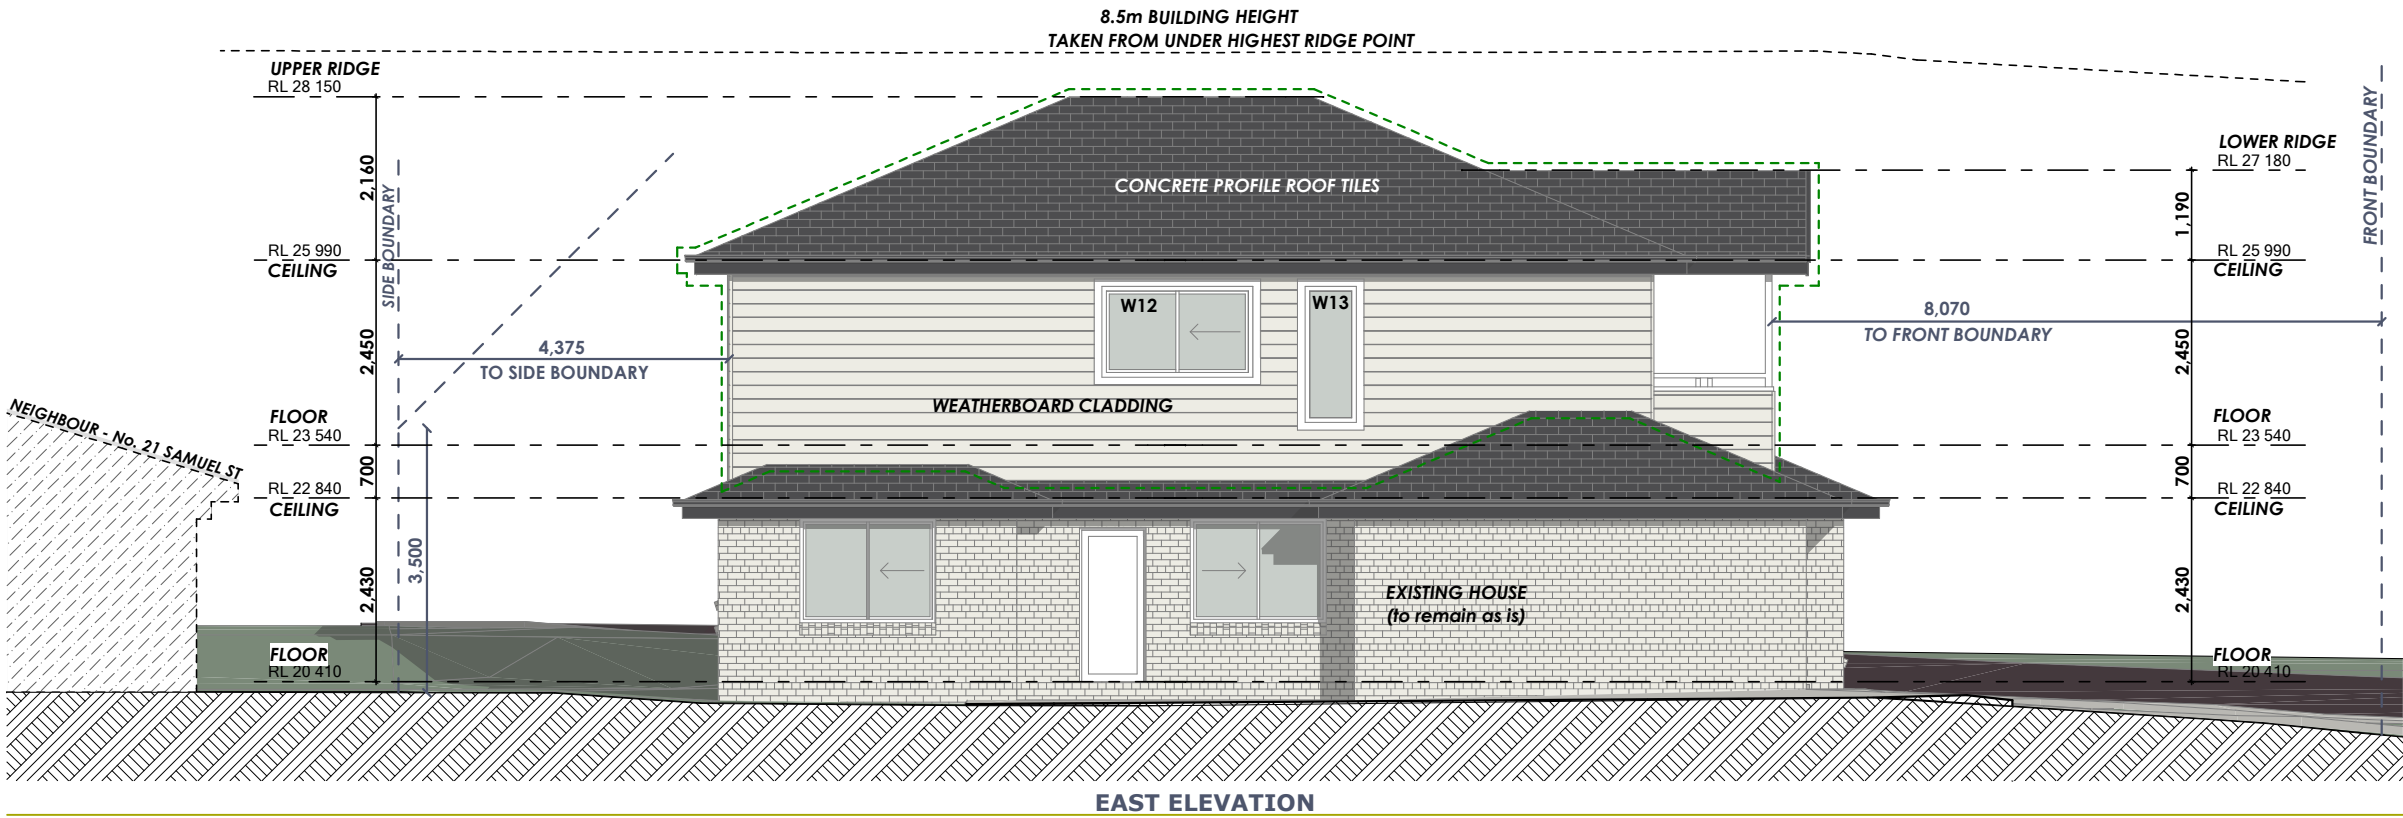 8.5m BUILDING HEIGHT
TAKEN FROM UNDER HIGHEST RIDGE POINT
UPPER RIDGE
RL 28 150
2,160
SIDE BOUNDARY
RL 25 990
CEILING
2,450
4,375
TO SIDE BOUNDARY
NEIGHBOUR - No. 21 SAMUEL ST
FLOOR
RL 23 540
700
RL 22 840
CEILING
3,500
2,430
FLOOR
RL 20 410
CONCRETE PROFILE ROOF TILES
W12
W13
WEATHERBOARD CLADDING
EXISTING HOUSE
(to remain as is)
FRONT BOUNDARY
LOWER RIDGE
RL 27 180
1,190
RL 25 990
CEILING
8,070
TO FRONT BOUNDARY
2,450
FLOOR
RL 23 540
700
RL 22 840
CEILING
2,430
FLOOR
RL 20 410
EAST ELEVATION